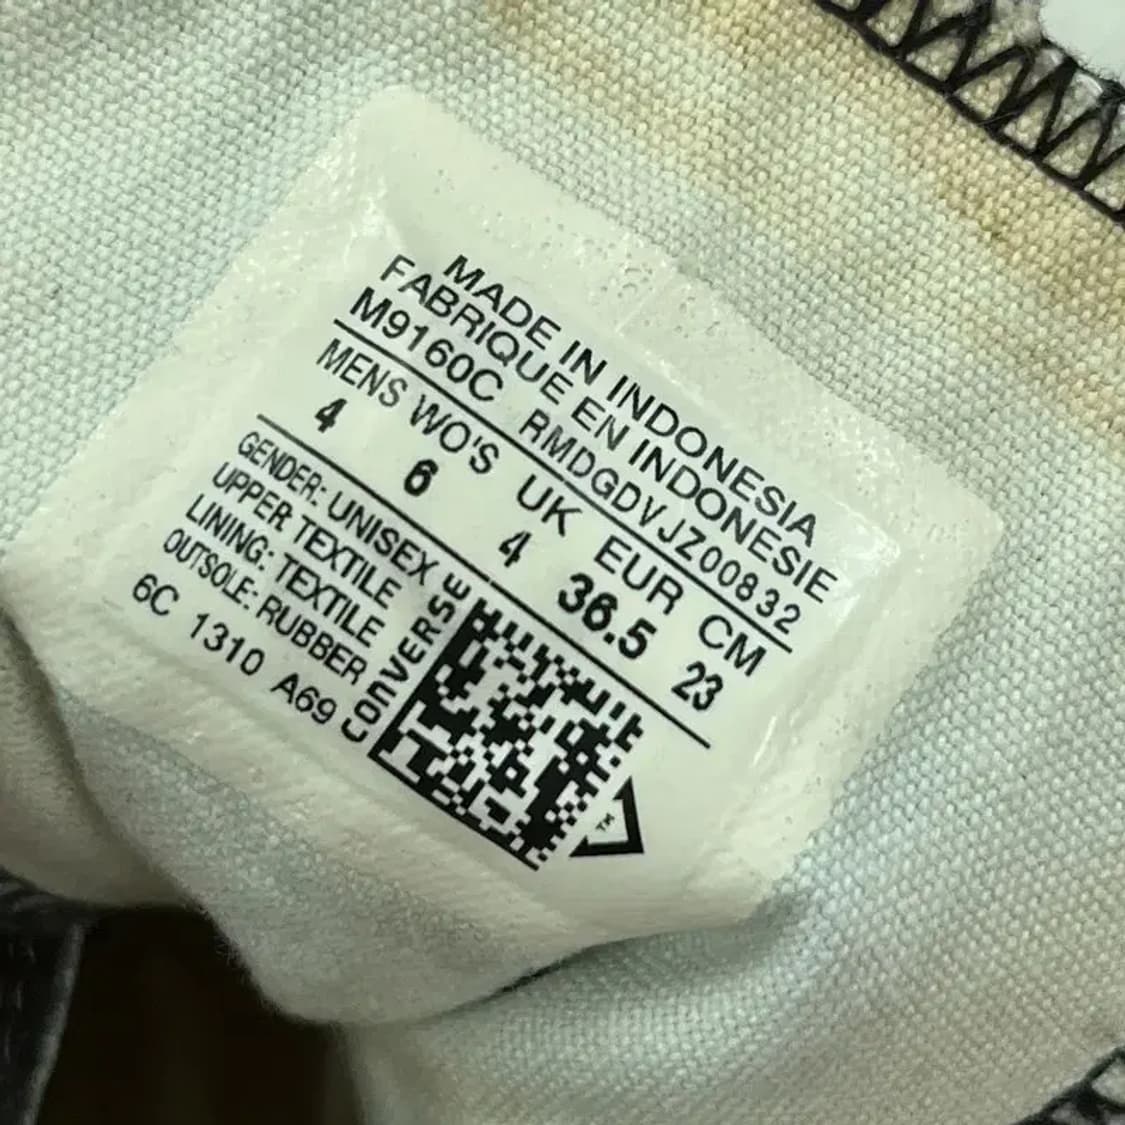 MADE IN INDONESIA
FABRIQUE EN INDONESIE
M9160C RMDGDVJZ00832
MENS WO'S UK EUR CM
4 6 4 36.5 23
GENDER: UNISEX
UPPER TEXTILE
LINING: TEXTILE
OUTSOLE: RUBBER
6C 1310 A69
CONVERSE
TM